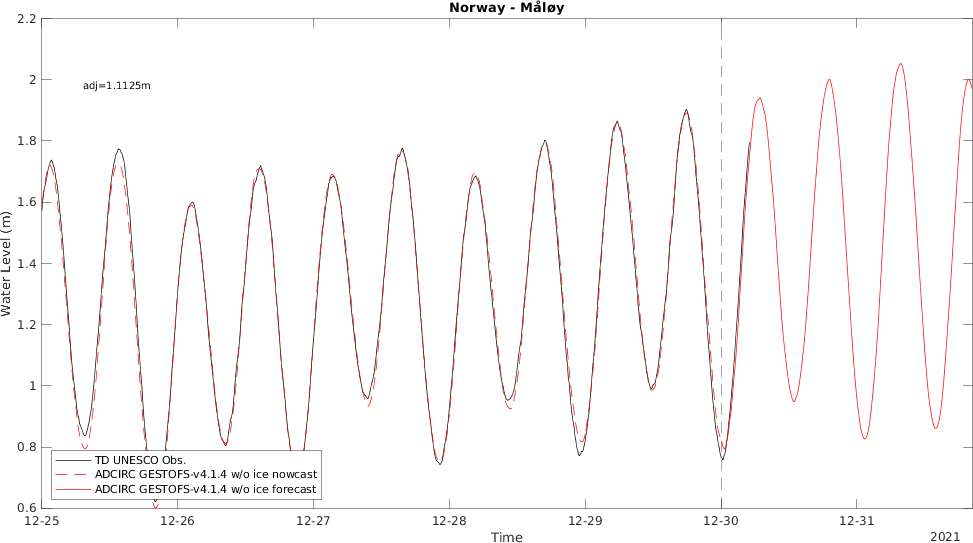 Norway - Måløy
2.2
2
1.8
1.6
1.4
1.2
1
0.8
0.6
Water Level (m)
adj=1.1125m
TD UNESCO Obs.
ADCIRC GESTOFS-v4.1.4 w/o ice nowcast
ADCIRC GESTOFS-v4.1.4 w/o ice forecast
12-25 12-26 12-27 12-28 12-29 12-30 12-31
Time
2021